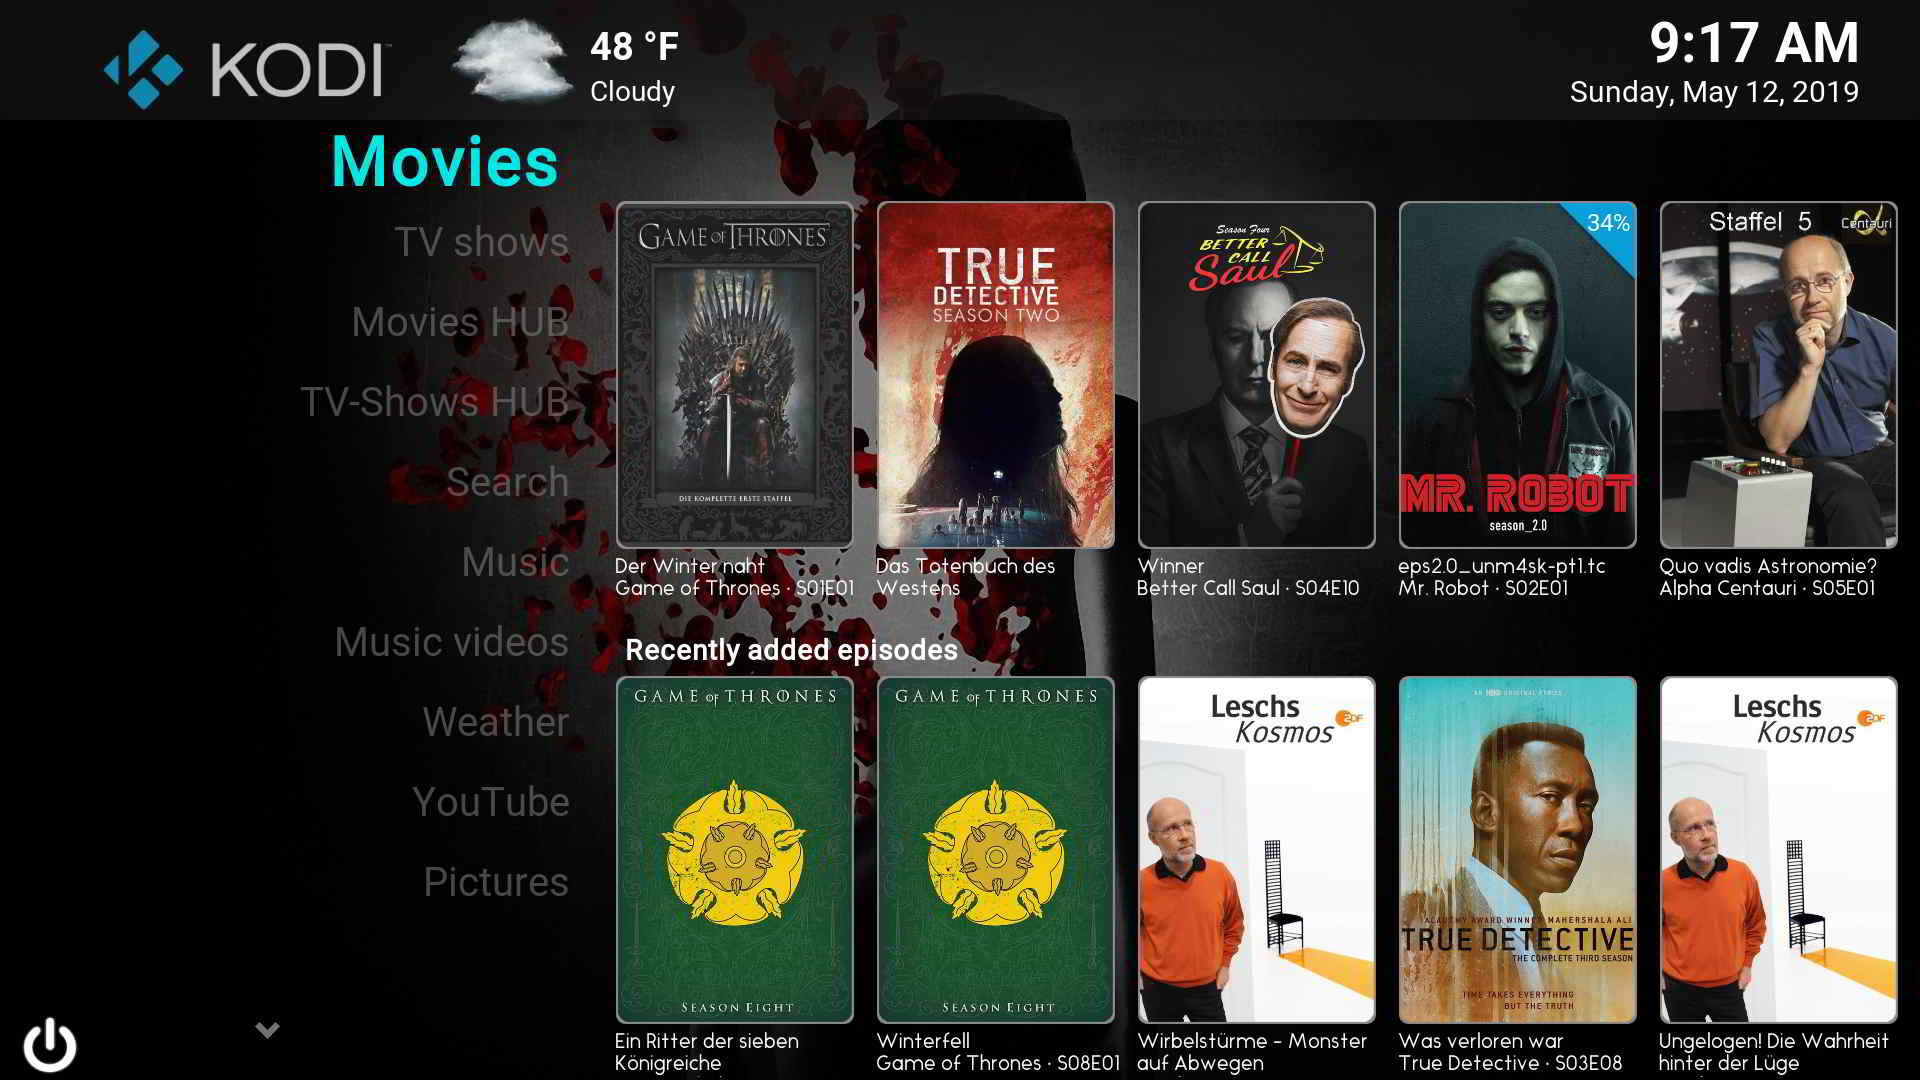 KODI
48 °F
Cloudy
9:17 AM
Sunday, May 12, 2019
Movies
TV shows
Movies HUB
TV-Shows HUB
Search
Music
Music videos
Weather
YouTube
Pictures
GAME OF THRONES
DIE KOMPLETTE ERSTE STAFFEL
Der Winter naht
Game of Thrones · S01E01
TRUE
DETECTIVE
SEASON TWO
Das Totenbuch des
Westens
Season Four
BETTER
CALL
Saul
Winner
Better Call Saul · S04E10
34%
MR. ROBOT
season_2.0
eps2.0_unm4sk-pt1.tc
Mr. Robot · S02E01
Staffel 5
Centauri
Quo vadis Astronomie?
Alpha Centauri · S05E01
Recently added episodes
GAME OF THRONES
SEASON EIGHT
Ein Ritter der sieben
Königreiche
GAME OF THRONES
SEASON EIGHT
Winterfell
Game of Thrones · S08E01
Leschs
Kosmos
ZDF
Wirbelstürme - Monster
auf Abwegen
AN HBO ORIGINAL SERIES
ACADEMY AWARD WINNER MAHERSHALA ALI
TRUE DETECTIVE
THE COMPLETE THIRD SEASON
TIME TAKES EVERYTHING
BUT THE TRUTH
Was verloren war
True Detective · S03E08
Leschs
Kosmos
ZDF
Ungelogen! Die Wahrheit
hinter der Lüge